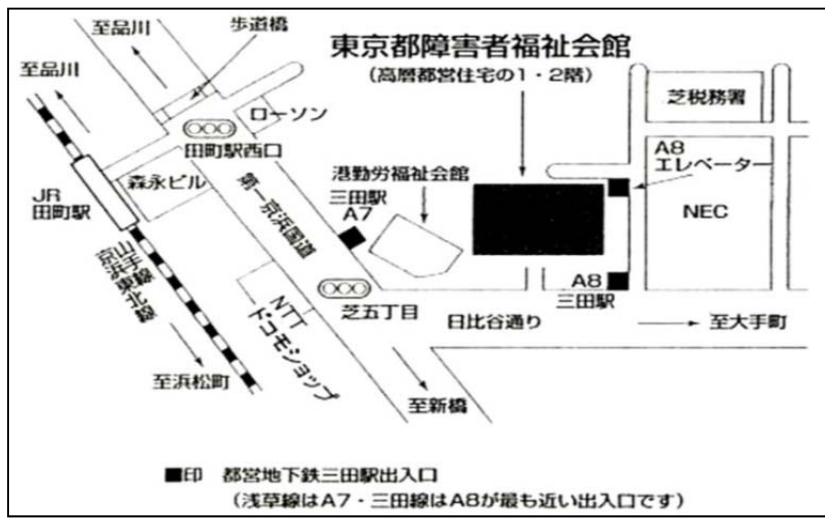 至品川
歩道橋
東京都障害者福祉会館
(高層都営住宅の1・2階)
至品川
芝税務署
ローソン
田町駅西口
A8
エレベーター
港勤労福祉会館
三田駅
A7
森永ビル
JR
田町駅
第一京浜国道
NEC
山手線
京浜東北線
A8
三田駅
NTT
ドコモショップ
芝五丁目
日比谷通り
至大手町
至浜松町
至新橋
■印 都営地下鉄三田駅出入口
(浅草線はA7・三田線はA8が最も近い出入口です)